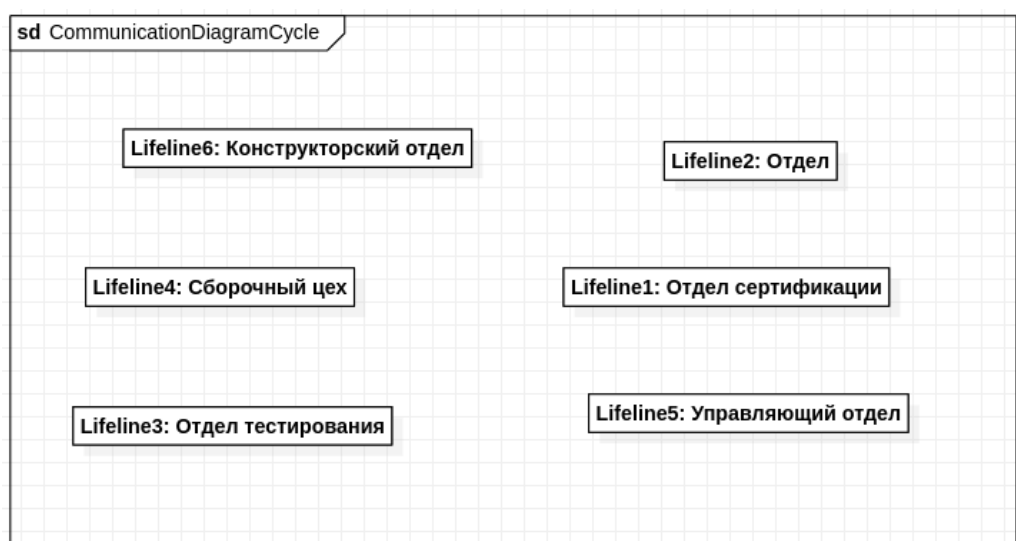 sd CommunicationDiagramCycle
Lifeline6: Конструкторский отдел
Lifeline2: Отдел
Lifeline4: Сборочный цех
Lifeline1: Отдел сертификации
Lifeline3: Отдел тестирования
Lifeline5: Управляющий отдел